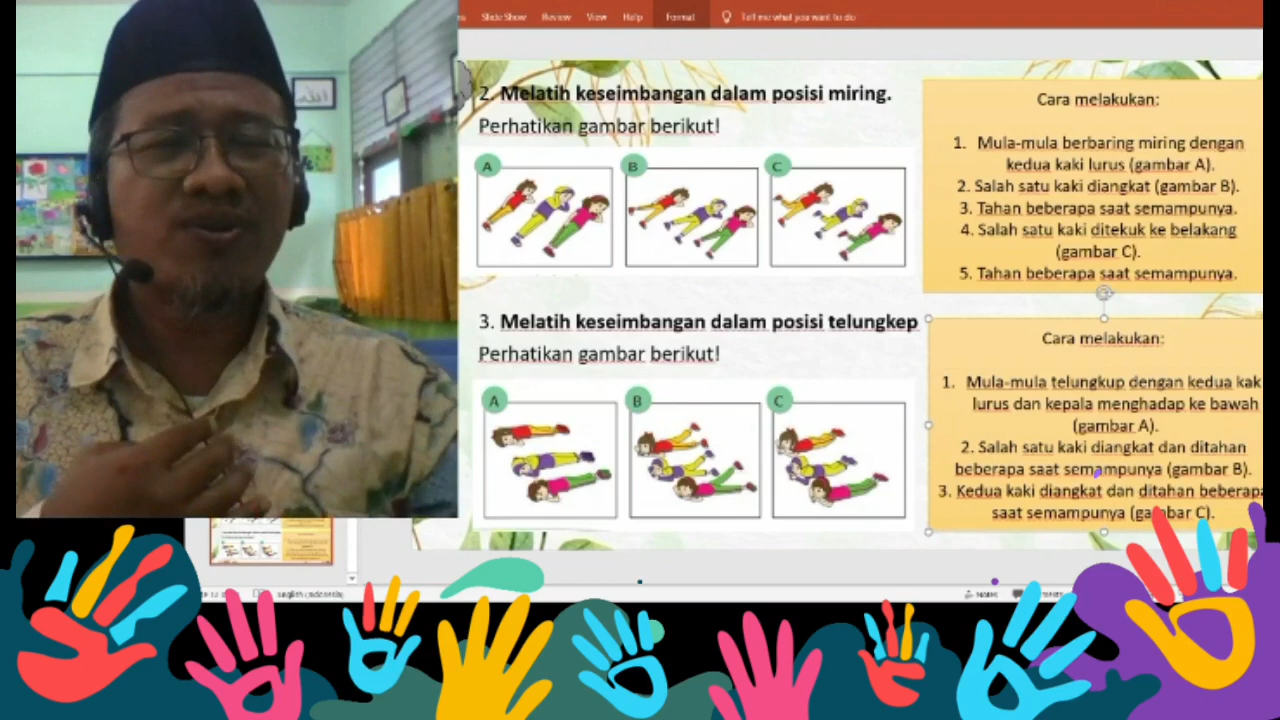 Slide Show Review View Help Format Tell me what you want to do
2. Melatih keseimbangan dalam posisi miring.
Perhatikan gambar berikut!
A B C
Cara melakukan:
1. Mula-mula berbaring miring dengan
kedua kaki lurus (gambar A).
2. Salah satu kaki diangkat (gambar B).
3. Tahan beberapa saat semampunya.
4. Salah satu kaki ditekuk ke belakang
(gambar C).
5. Tahan beberapa saat semampunya.
3. Melatih keseimbangan dalam posisi telungkep
Perhatikan gambar berikut!
A B C
Cara melakukan:
1. Mula-mula telungkup dengan kedua kak
lurus dan kepala menghadap ke bawah
(gambar A).
2. Salah satu kaki diangkat dan ditahan
beberapa saat semampunya (gambar B).
3. Kedua kaki diangkat dan ditahan beberapa
saat semampunya (gambar C).
English (Indonesia)